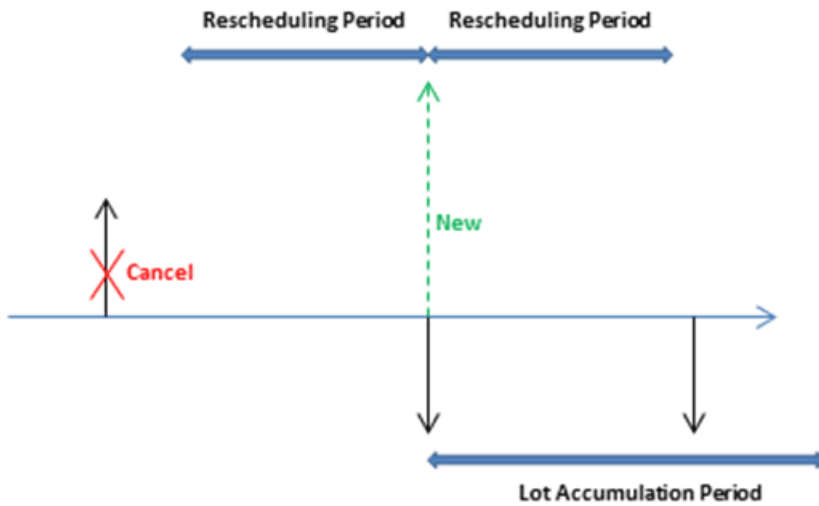 Rescheduling Period
Rescheduling Period
New
Cancel
Lot Accumulation Period